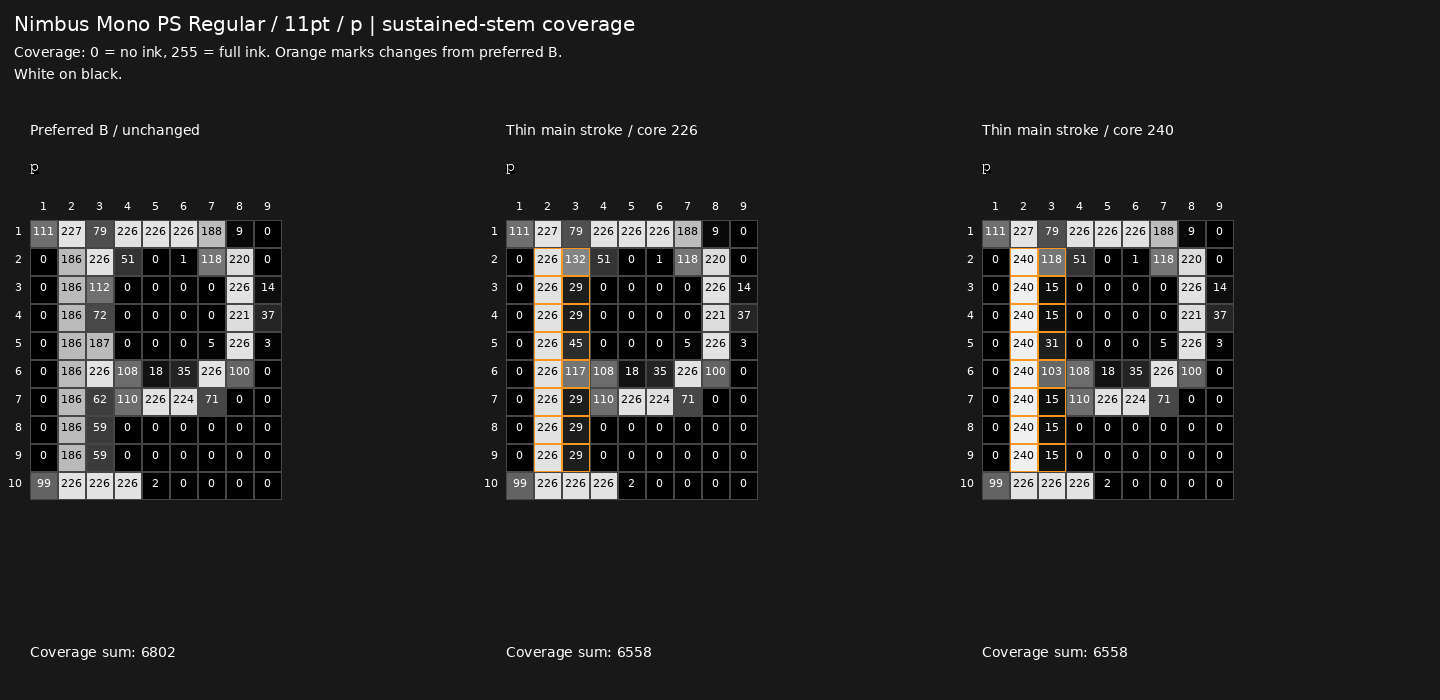 Nimbus Mono PS Regular / 11pt / p | sustained-stem coverage
Coverage: 0 = no ink, 255 = full ink. Orange marks changes from preferred B.
White on black.
Preferred B / unchanged
p
1 2 3 4 5 6 7 8 9
1 111 227 79 226 226 226 188 9 0
2 0 186 226 51 0 1 118 220 0
3 0 186 112 0 0 0 0 226 14
4 0 186 72 0 0 0 0 221 37
5 0 186 187 0 0 0 5 226 3
6 0 186 226 108 18 35 226 100 0
7 0 186 62 110 226 224 71 0 0
8 0 186 59 0 0 0 0 0 0
9 0 186 59 0 0 0 0 0 0
10 99 226 226 226 2 0 0 0 0
Coverage sum: 6802
Thin main stroke / core 226
p
1 2 3 4 5 6 7 8 9
1 111 227 79 226 226 226 188 9 0
2 0 226 132 51 0 1 118 220 0
3 0 226 29 0 0 0 0 226 14
4 0 226 29 0 0 0 0 221 37
5 0 226 45 0 0 0 5 226 3
6 0 226 117 108 18 35 226 100 0
7 0 226 29 110 226 224 71 0 0
8 0 226 29 0 0 0 0 0 0
9 0 226 29 0 0 0 0 0 0
10 99 226 226 226 2 0 0 0 0
Coverage sum: 6558
Thin main stroke / core 240
p
1 2 3 4 5 6 7 8 9
1 111 227 79 226 226 226 188 9 0
2 0 240 118 51 0 1 118 220 0
3 0 240 15 0 0 0 0 226 14
4 0 240 15 0 0 0 0 221 37
5 0 240 31 0 0 0 5 226 3
6 0 240 103 108 18 35 226 100 0
7 0 240 15 110 226 224 71 0 0
8 0 240 15 0 0 0 0 0 0
9 0 240 15 0 0 0 0 0 0
10 99 226 226 226 2 0 0 0 0
Coverage sum: 6558